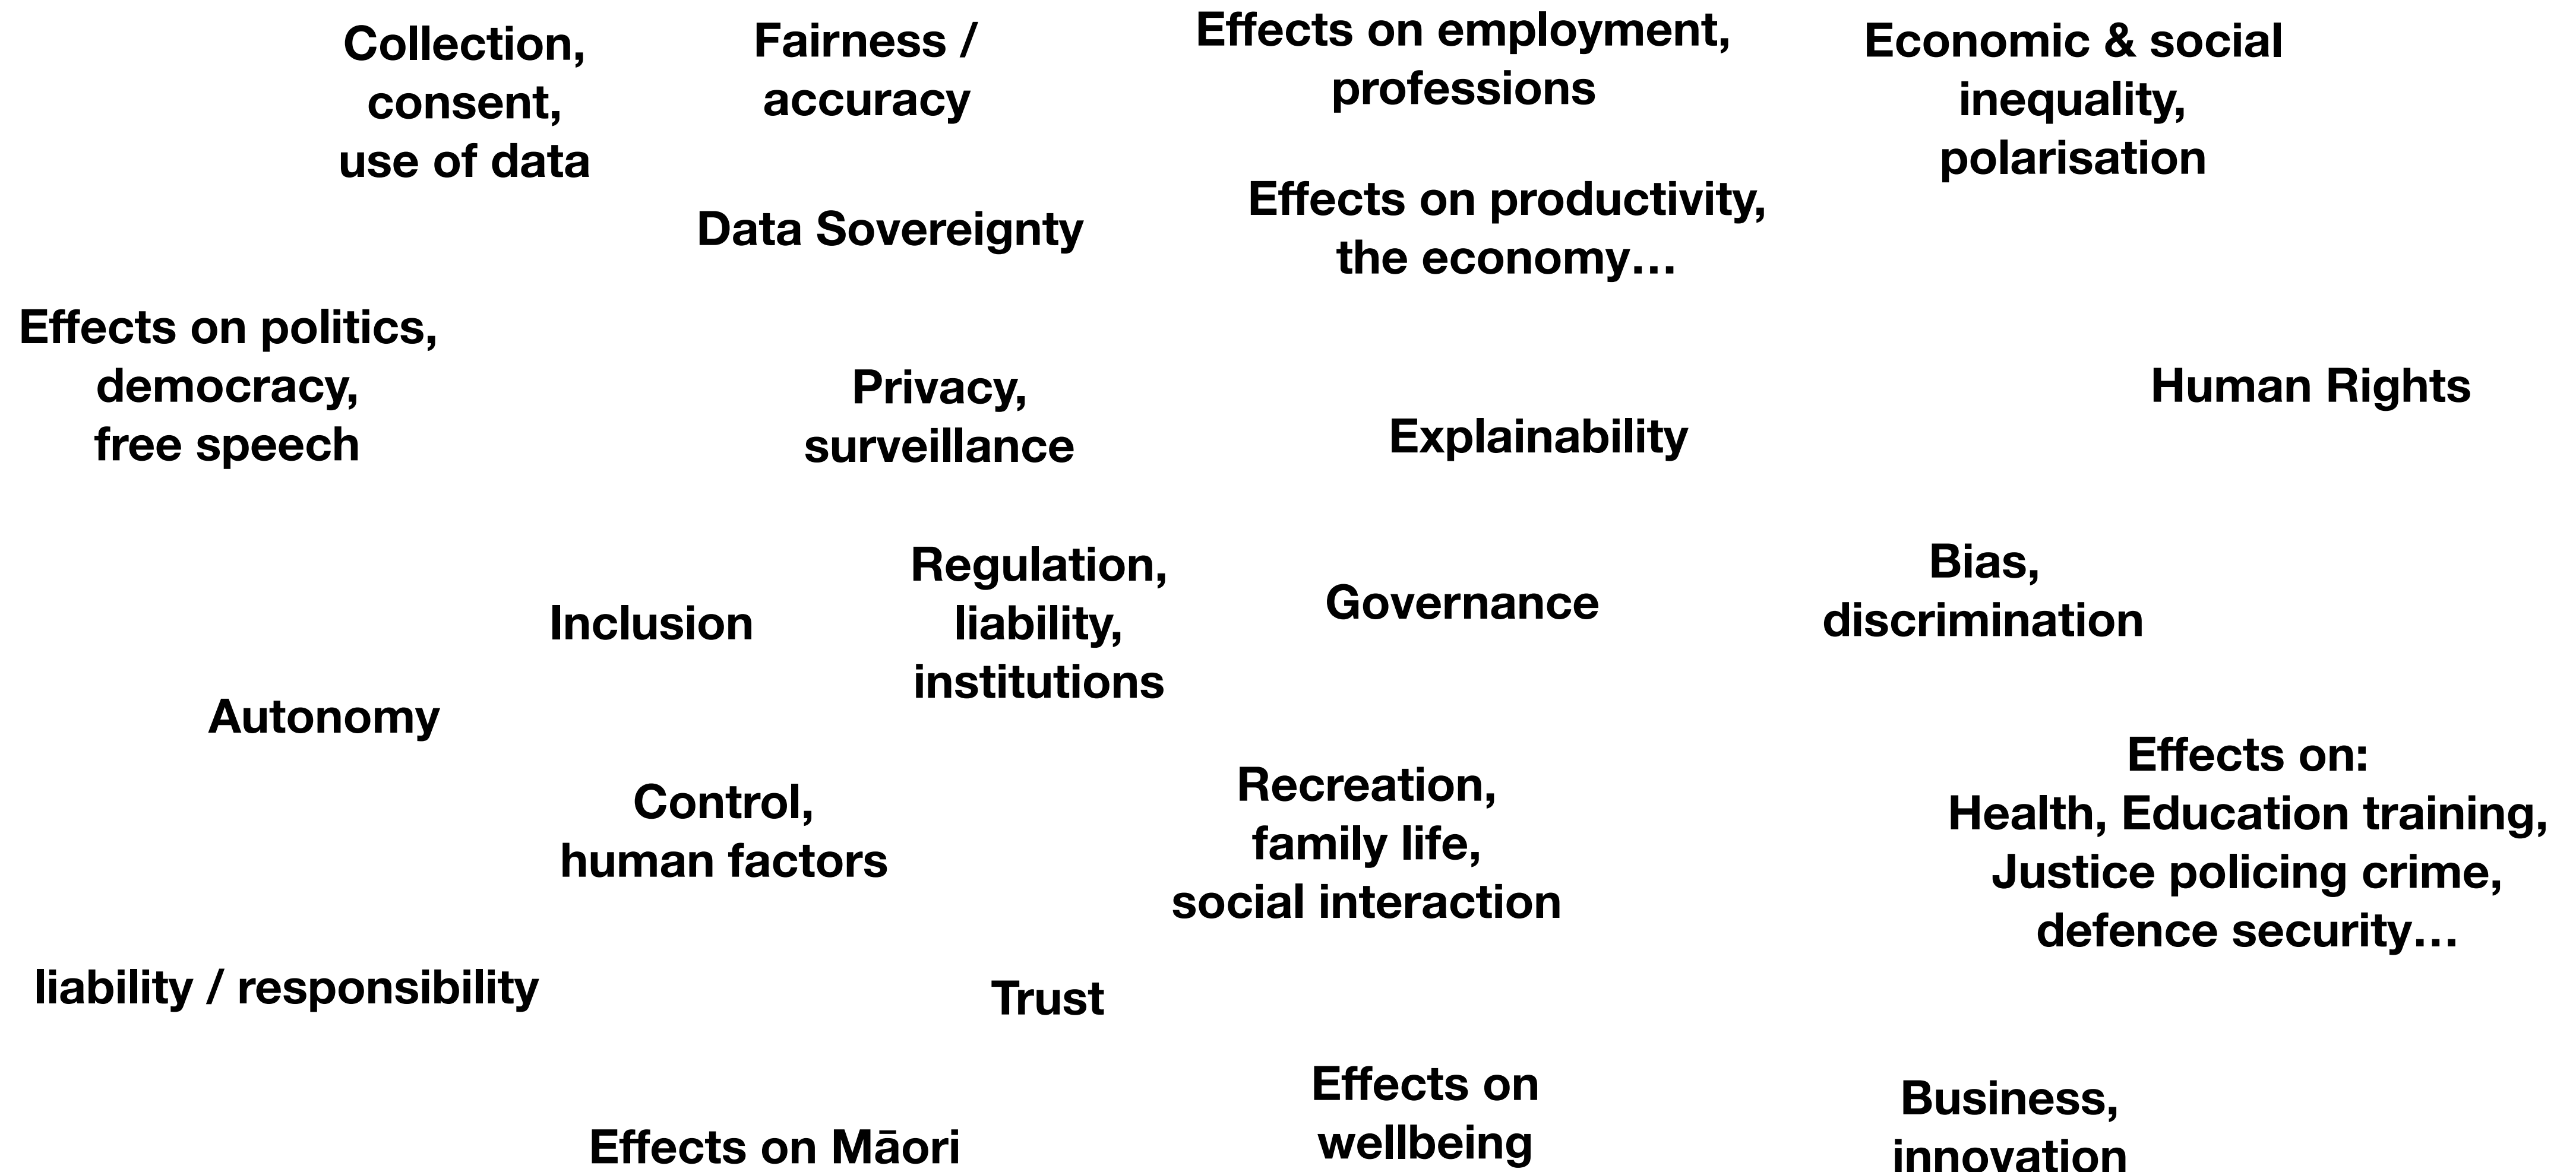 Collection,
consent,
use of data
Fairness /
accuracy
Effects on employment,
professions
Economic & social
inequality,
polarisation
Data Sovereignty
Effects on productivity,
the economy…
Effects on politics,
democracy,
free speech
Privacy,
surveillance
Explainability
Human Rights
Inclusion
Regulation,
liability,
institutions
Governance
Bias,
discrimination
Autonomy
Control,
human factors
Recreation,
family life,
social interaction
Effects on:
Health, Education training,
Justice policing crime,
defence security…
liability / responsibility
Trust
Effects on Māori
Effects on
wellbeing
Business,
innovation